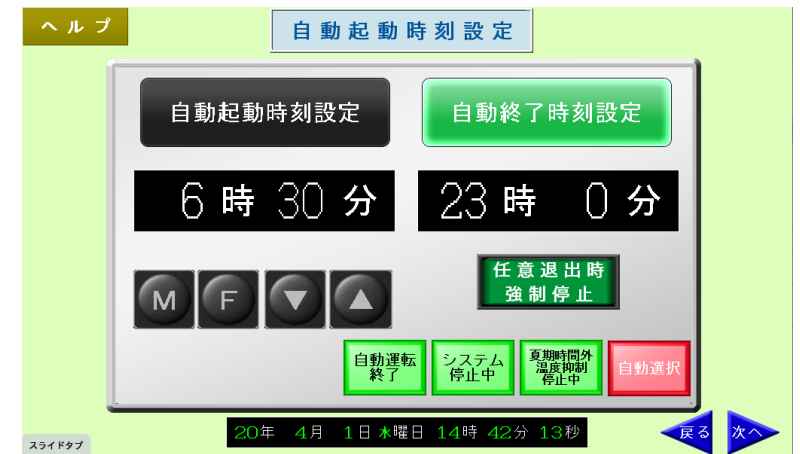 ヘルプ
自動起動時刻設定
自動起動時刻設定
自動終了時刻設定
6 時 30 分
23 時 0 分
M F ▼ ▲
任意退出時
強制停止
自動運転
終了
システム
停止中
夏期時間外
温度抑制
停止中
自動選択
スライドタブ
20年 4月 1日 水曜日 14時 42分 13秒
戻る
次へ